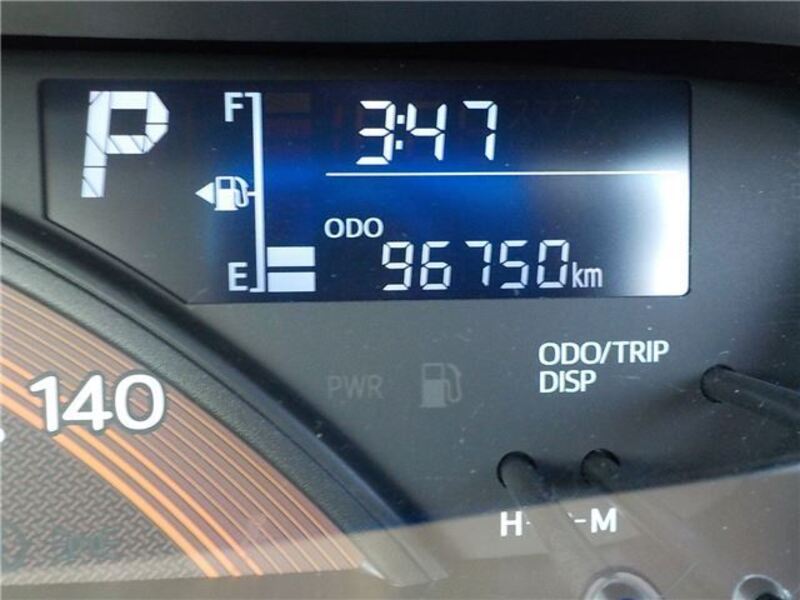 P
F
3:47
ODO
96750km
E
ODO/TRIP
DISP
PWR
140
H
-M